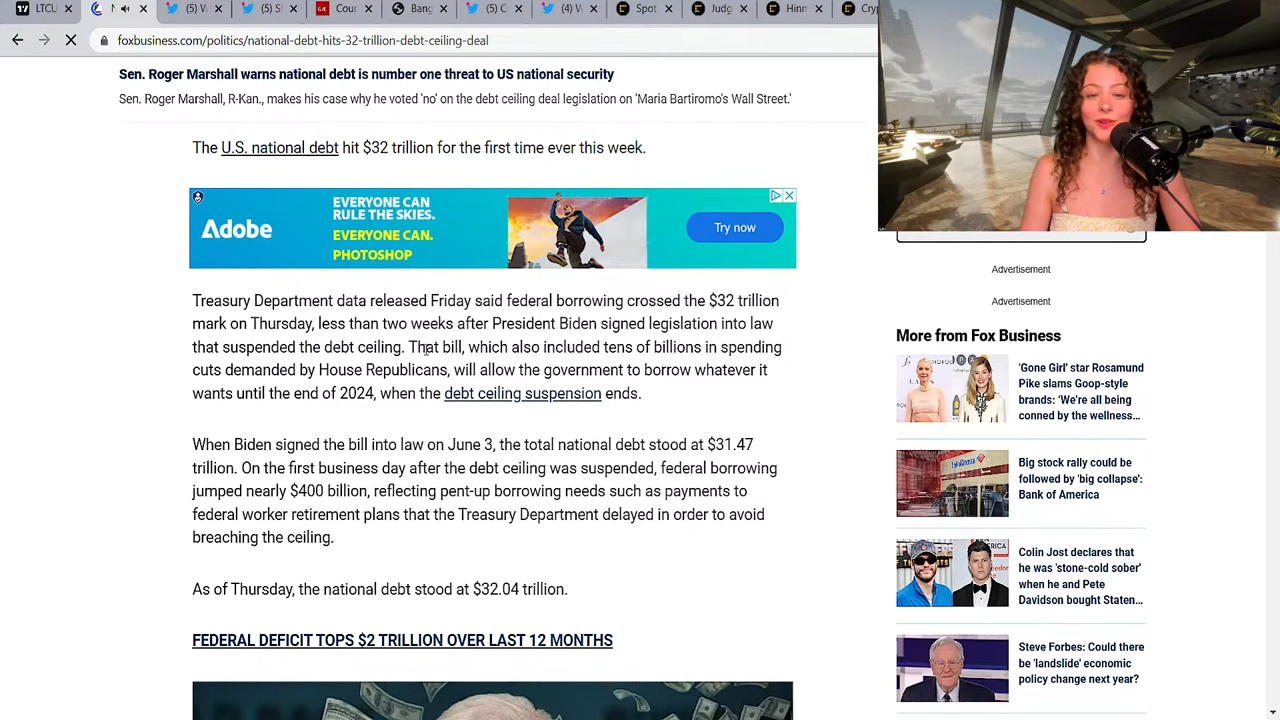 LTCU
(5)
S
C
(5)
S
Cour
Bang
(2) C
(4) V
Spot
Judg
Hinn
Cryp
foxbusiness.com/politics/national-debt-hits-32-trillion-debt-ceiling-deal
Sen. Roger Marshall warns national debt is number one threat to US national security
Sen. Roger Marshall, R-Kan., makes his case why he voted 'no' on the debt ceiling deal legislation on 'Maria Bartiromo's Wall Street.'
The U.S. national debt hit $32 trillion for the first time ever this week.
Adobe
EVERYONE CAN
RULE THE SKIES.
EVERYONE CAN.
PHOTOSHOP
Try now
Treasury Department data released Friday said federal borrowing crossed the $32 trillion
mark on Thursday, less than two weeks after President Biden signed legislation into law
that suspended the debt ceiling. That bill, which also included tens of billions in spending
cuts demanded by House Republicans, will allow the government to borrow whatever it
wants until the end of 2024, when the debt ceiling suspension ends.
When Biden signed the bill into law on June 3, the total national debt stood at $31.47
trillion. On the first business day after the debt ceiling was suspended, federal borrowing
jumped nearly $400 billion, reflecting pent-up borrowing needs such as payments to
federal worker retirement plans that the Treasury Department delayed in order to avoid
breaching the ceiling.
As of Thursday, the national debt stood at $32.04 trillion.
FEDERAL DEFICIT TOPS $2 TRILLION OVER LAST 12 MONTHS
Advertisement
Advertisement
More from Fox Business
'Gone Girl' star Rosamund
Pike slams Goop-style
brands: 'We're all being
conned by the wellness...
Big stock rally could be
followed by 'big collapse':
Bank of America
Colin Jost declares that
he was 'stone-cold sober'
when he and Pete
Davidson bought Staten...
Steve Forbes: Could there
be 'landslide' economic
policy change next year?